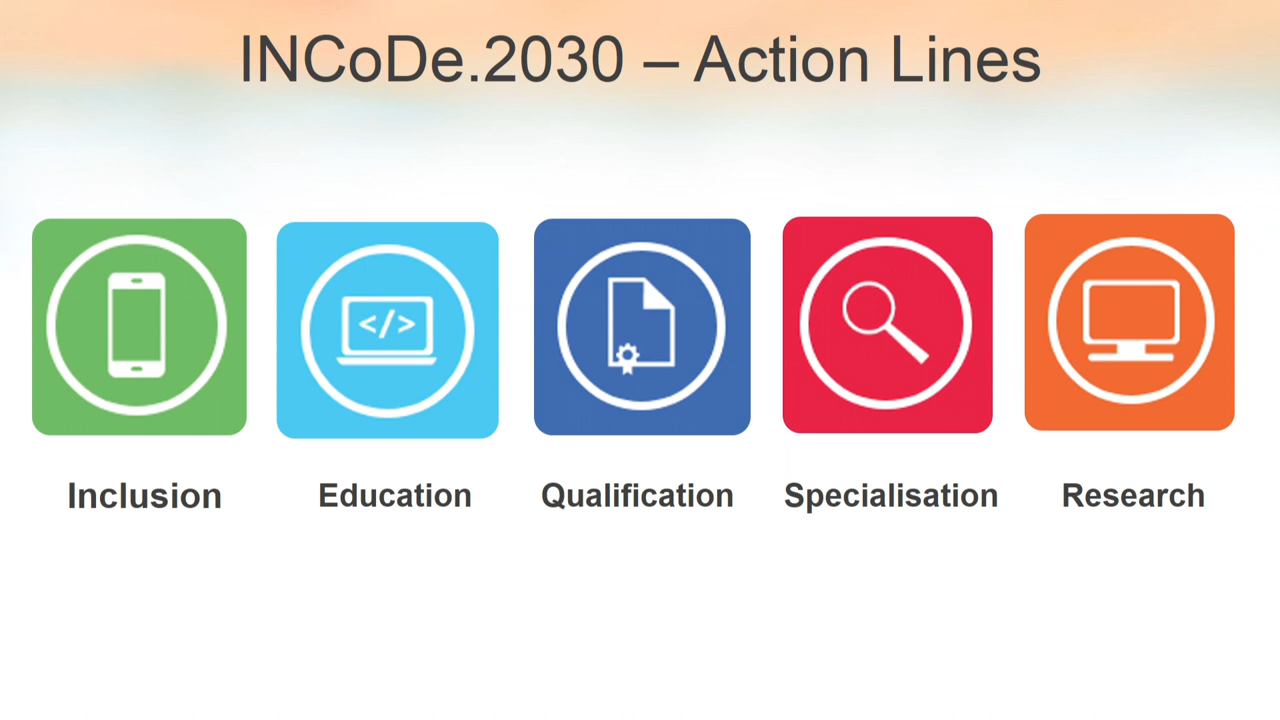 INCoDe.2030 – Action Lines
</>
Inclusion
Education
Qualification
Specialisation
Research